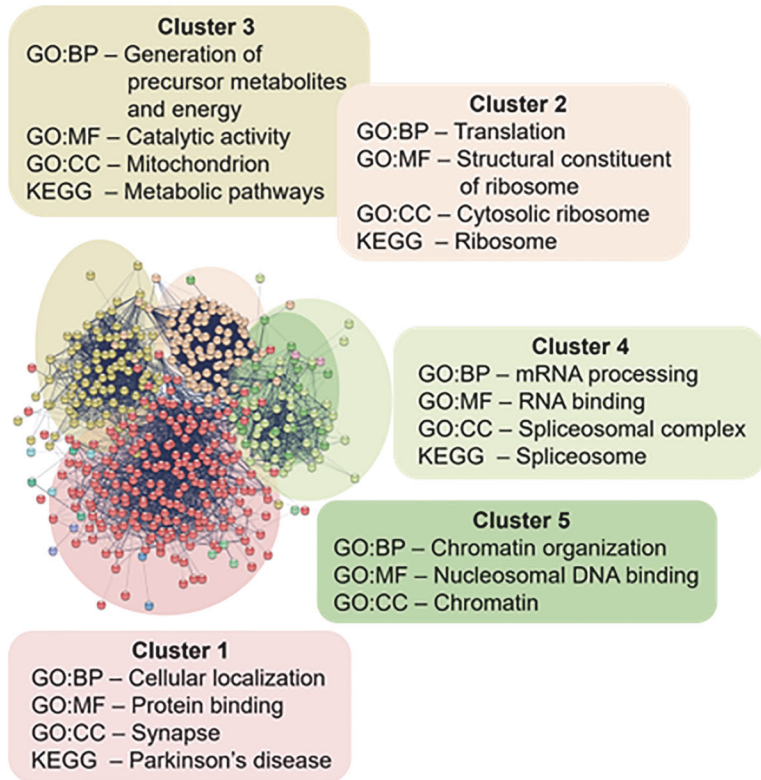 Cluster 3
GO:BP – Generation of
precursor metabolites
and energy
GO:MF – Catalytic activity
GO:CC – Mitochondrion
KEGG – Metabolic pathways
Cluster 2
GO:BP – Translation
GO:MF – Structural constituent
of ribosome
GO:CC – Cytosolic ribosome
KEGG – Ribosome
Cluster 4
GO:BP – mRNA processing
GO:MF – RNA binding
GO:CC – Spliceosomal complex
KEGG – Spliceosome
Cluster 5
GO:BP – Chromatin organization
GO:MF – Nucleosomal DNA binding
GO:CC – Chromatin
Cluster 1
GO:BP – Cellular localization
GO:MF – Protein binding
GO:CC – Synapse
KEGG – Parkinson's disease